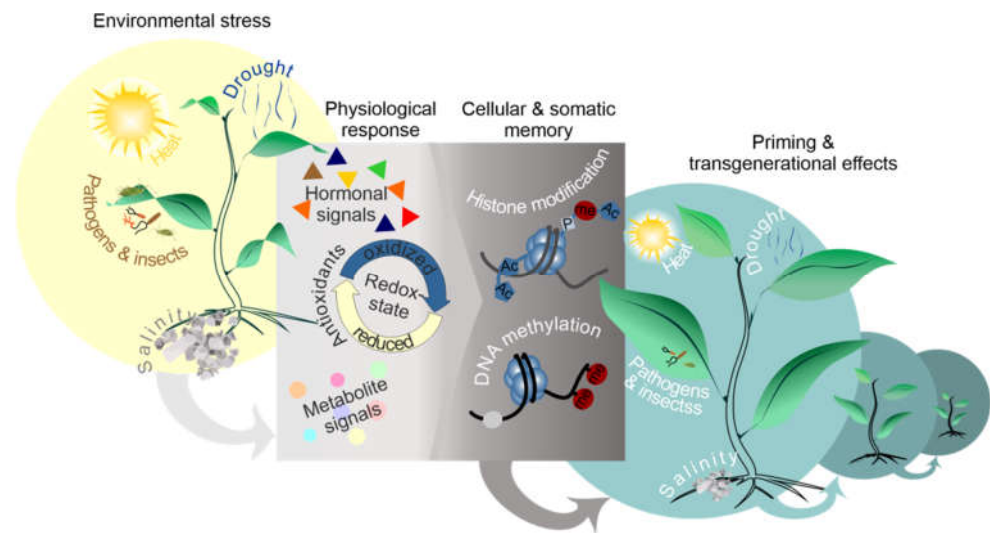 Environmental stress
Drought
Heat
Pathogens & insects
Salinity
Physiological
response
Hormonal
signals
Antioxidants
oxidized
Redox-
state
reduced
Metabolite
signals
Cellular & somatic
memory
Histone modification
P
me
Ac
Ac
Ac
DNA methylation
me
me
Priming &
transgenerational effects
Heat
Drought
Pathogens
& insectss
Salinity